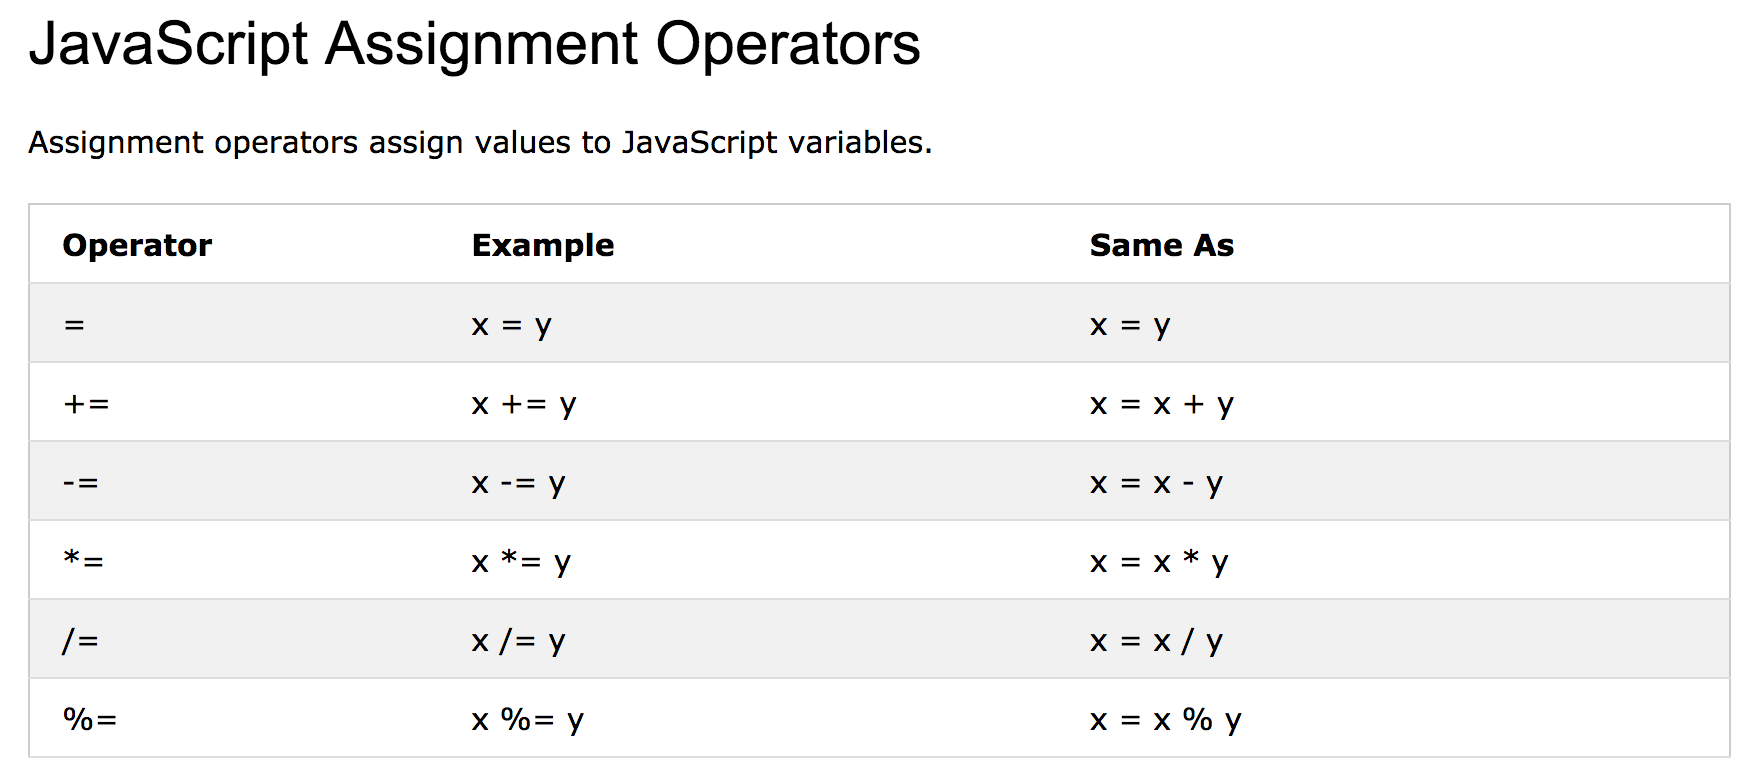 JavaScript Assignment Operators
Assignment operators assign values to JavaScript variables.
Operator Example Same As
= x = y x = y
+= x += y x = x + y
-= x -= y x = x - y
*= x *= y x = x * y
/= x /= y x = x / y
%= x %= y x = x % y